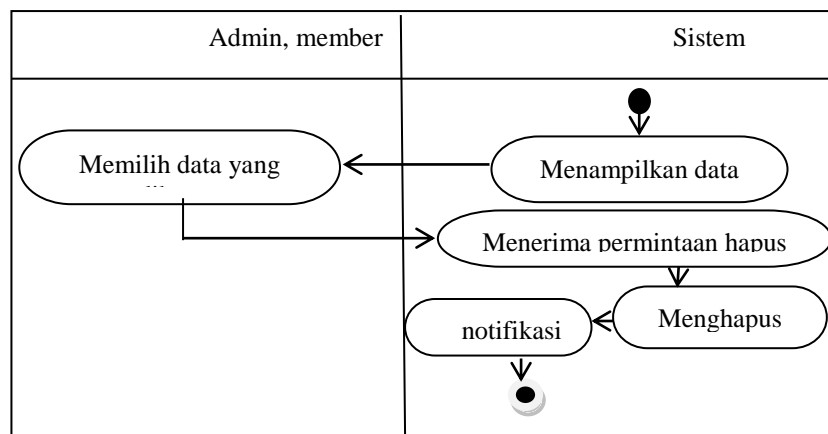 Admin, member
Sistem
Menampilkan data
Memilih data yang
Menerima permintaan hapus
Menghapus
notifikasi